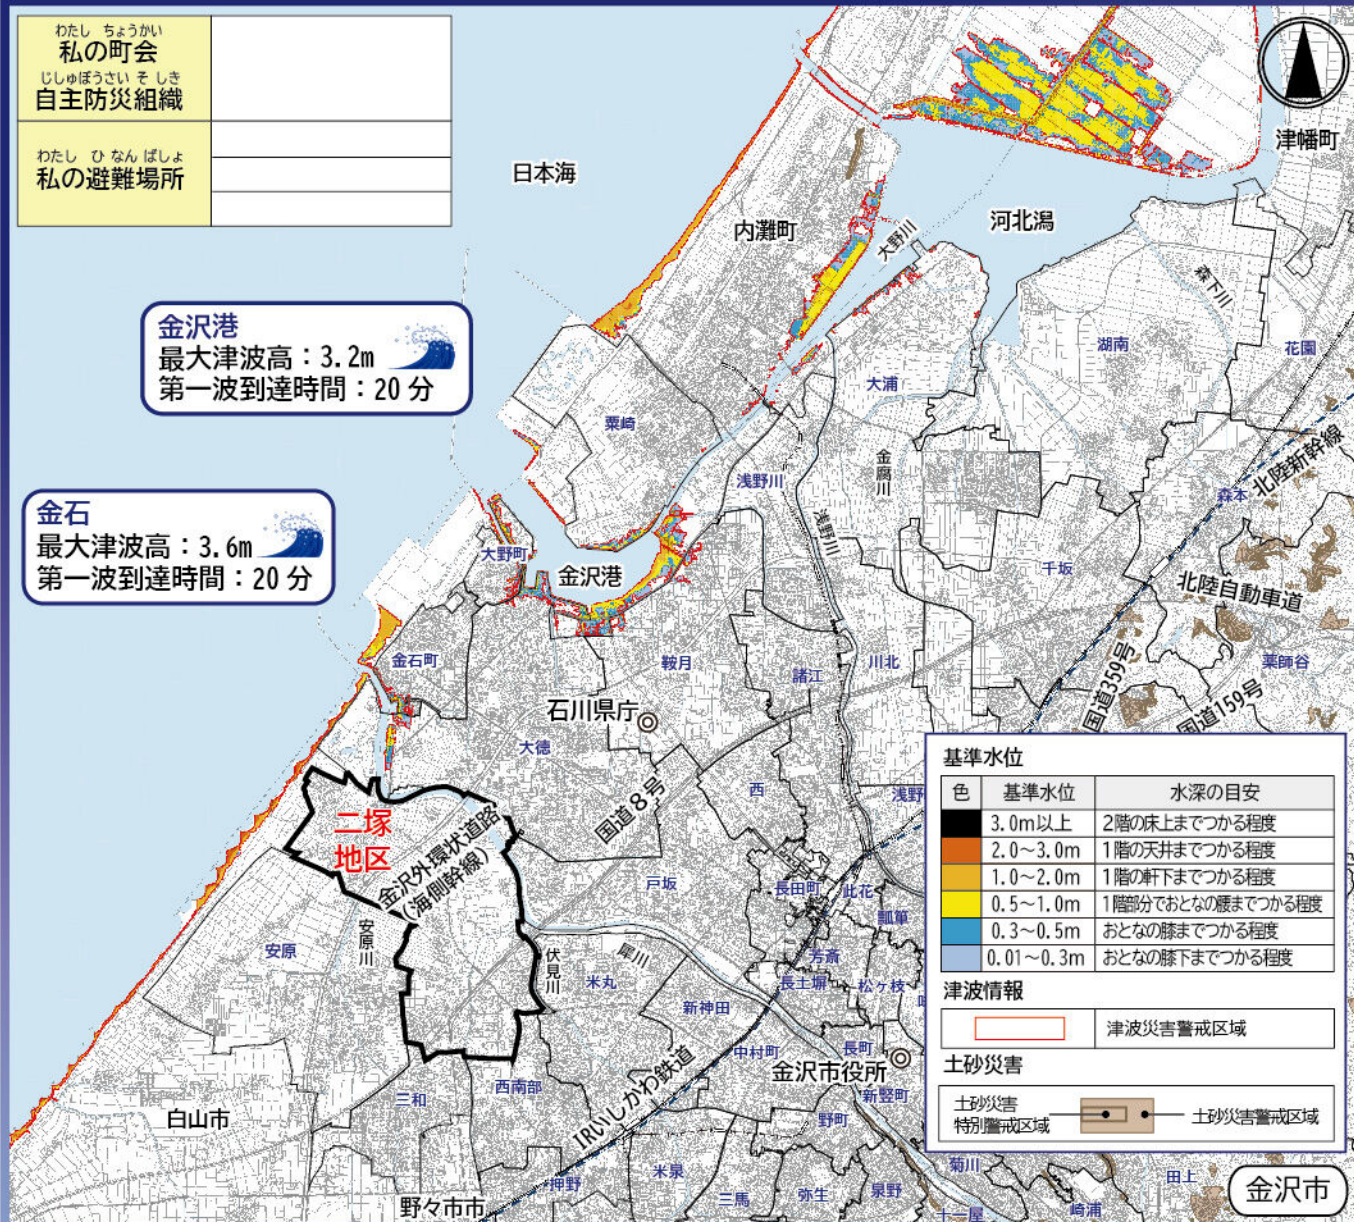 わたし ちょうかい
私の町会
じしゅぼうさい そ しき
自主防災組織
わたし ひ なん ばしょ
私の避難場所
日本海
内灘町
大野川
河北潟
津幡町
森下川
湖南
花園
金沢港
最大津波高：3.2m
第一波到達時間：20分
大浦
粟崎
金腐川
浅野川
浅野川
北陸新幹線
森本
金石
最大津波高：3.6m
第一波到達時間：20分
大野町
金沢港
千坂
北陸自動車道
金石町
鞍月
諸江
川北
国道359号
薬師谷
国道159号
石川県庁
大徳
西
国道8号
浅野
二塚
地区
金沢外環状道路
(海側幹線)
戸坂
長田町
此花
瓢箪
安原
安原川
伏見川
米丸
犀川
芳斎
長土塀
松ヶ枝
新神田
中村町
長町
金沢市役所
新竪町
西南部
三和
白山市
IRいしかわ鉄道
野町
米泉
押野
三馬
弥生
泉野
菊川
十一屋
崎浦
田上
野々市市
基準水位
色 基準水位 水深の目安
3.0m以上 2階の床上までつかる程度
2.0～3.0m 1階の天井までつかる程度
1.0～2.0m 1階の軒下までつかる程度
0.5～1.0m 1階部分でおとなの腰までつかる程度
0.3～0.5m おとなの膝までつかる程度
0.01～0.3m おとなの膝下までつかる程度
津波情報
津波災害警戒区域
土砂災害
土砂災害
特別警戒区域
土砂災害警戒区域
金沢市